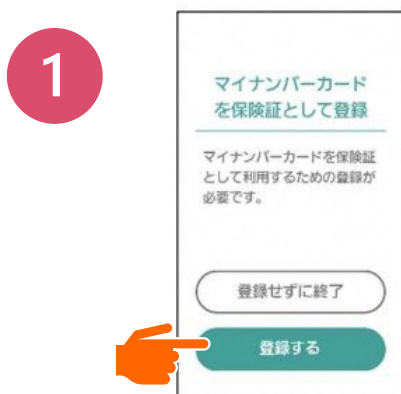 1
マイナンバーカード
を保険証として登録
マイナンバーカードを保険証
として利用するための登録が
必要です。
登録せずに終了
登録する